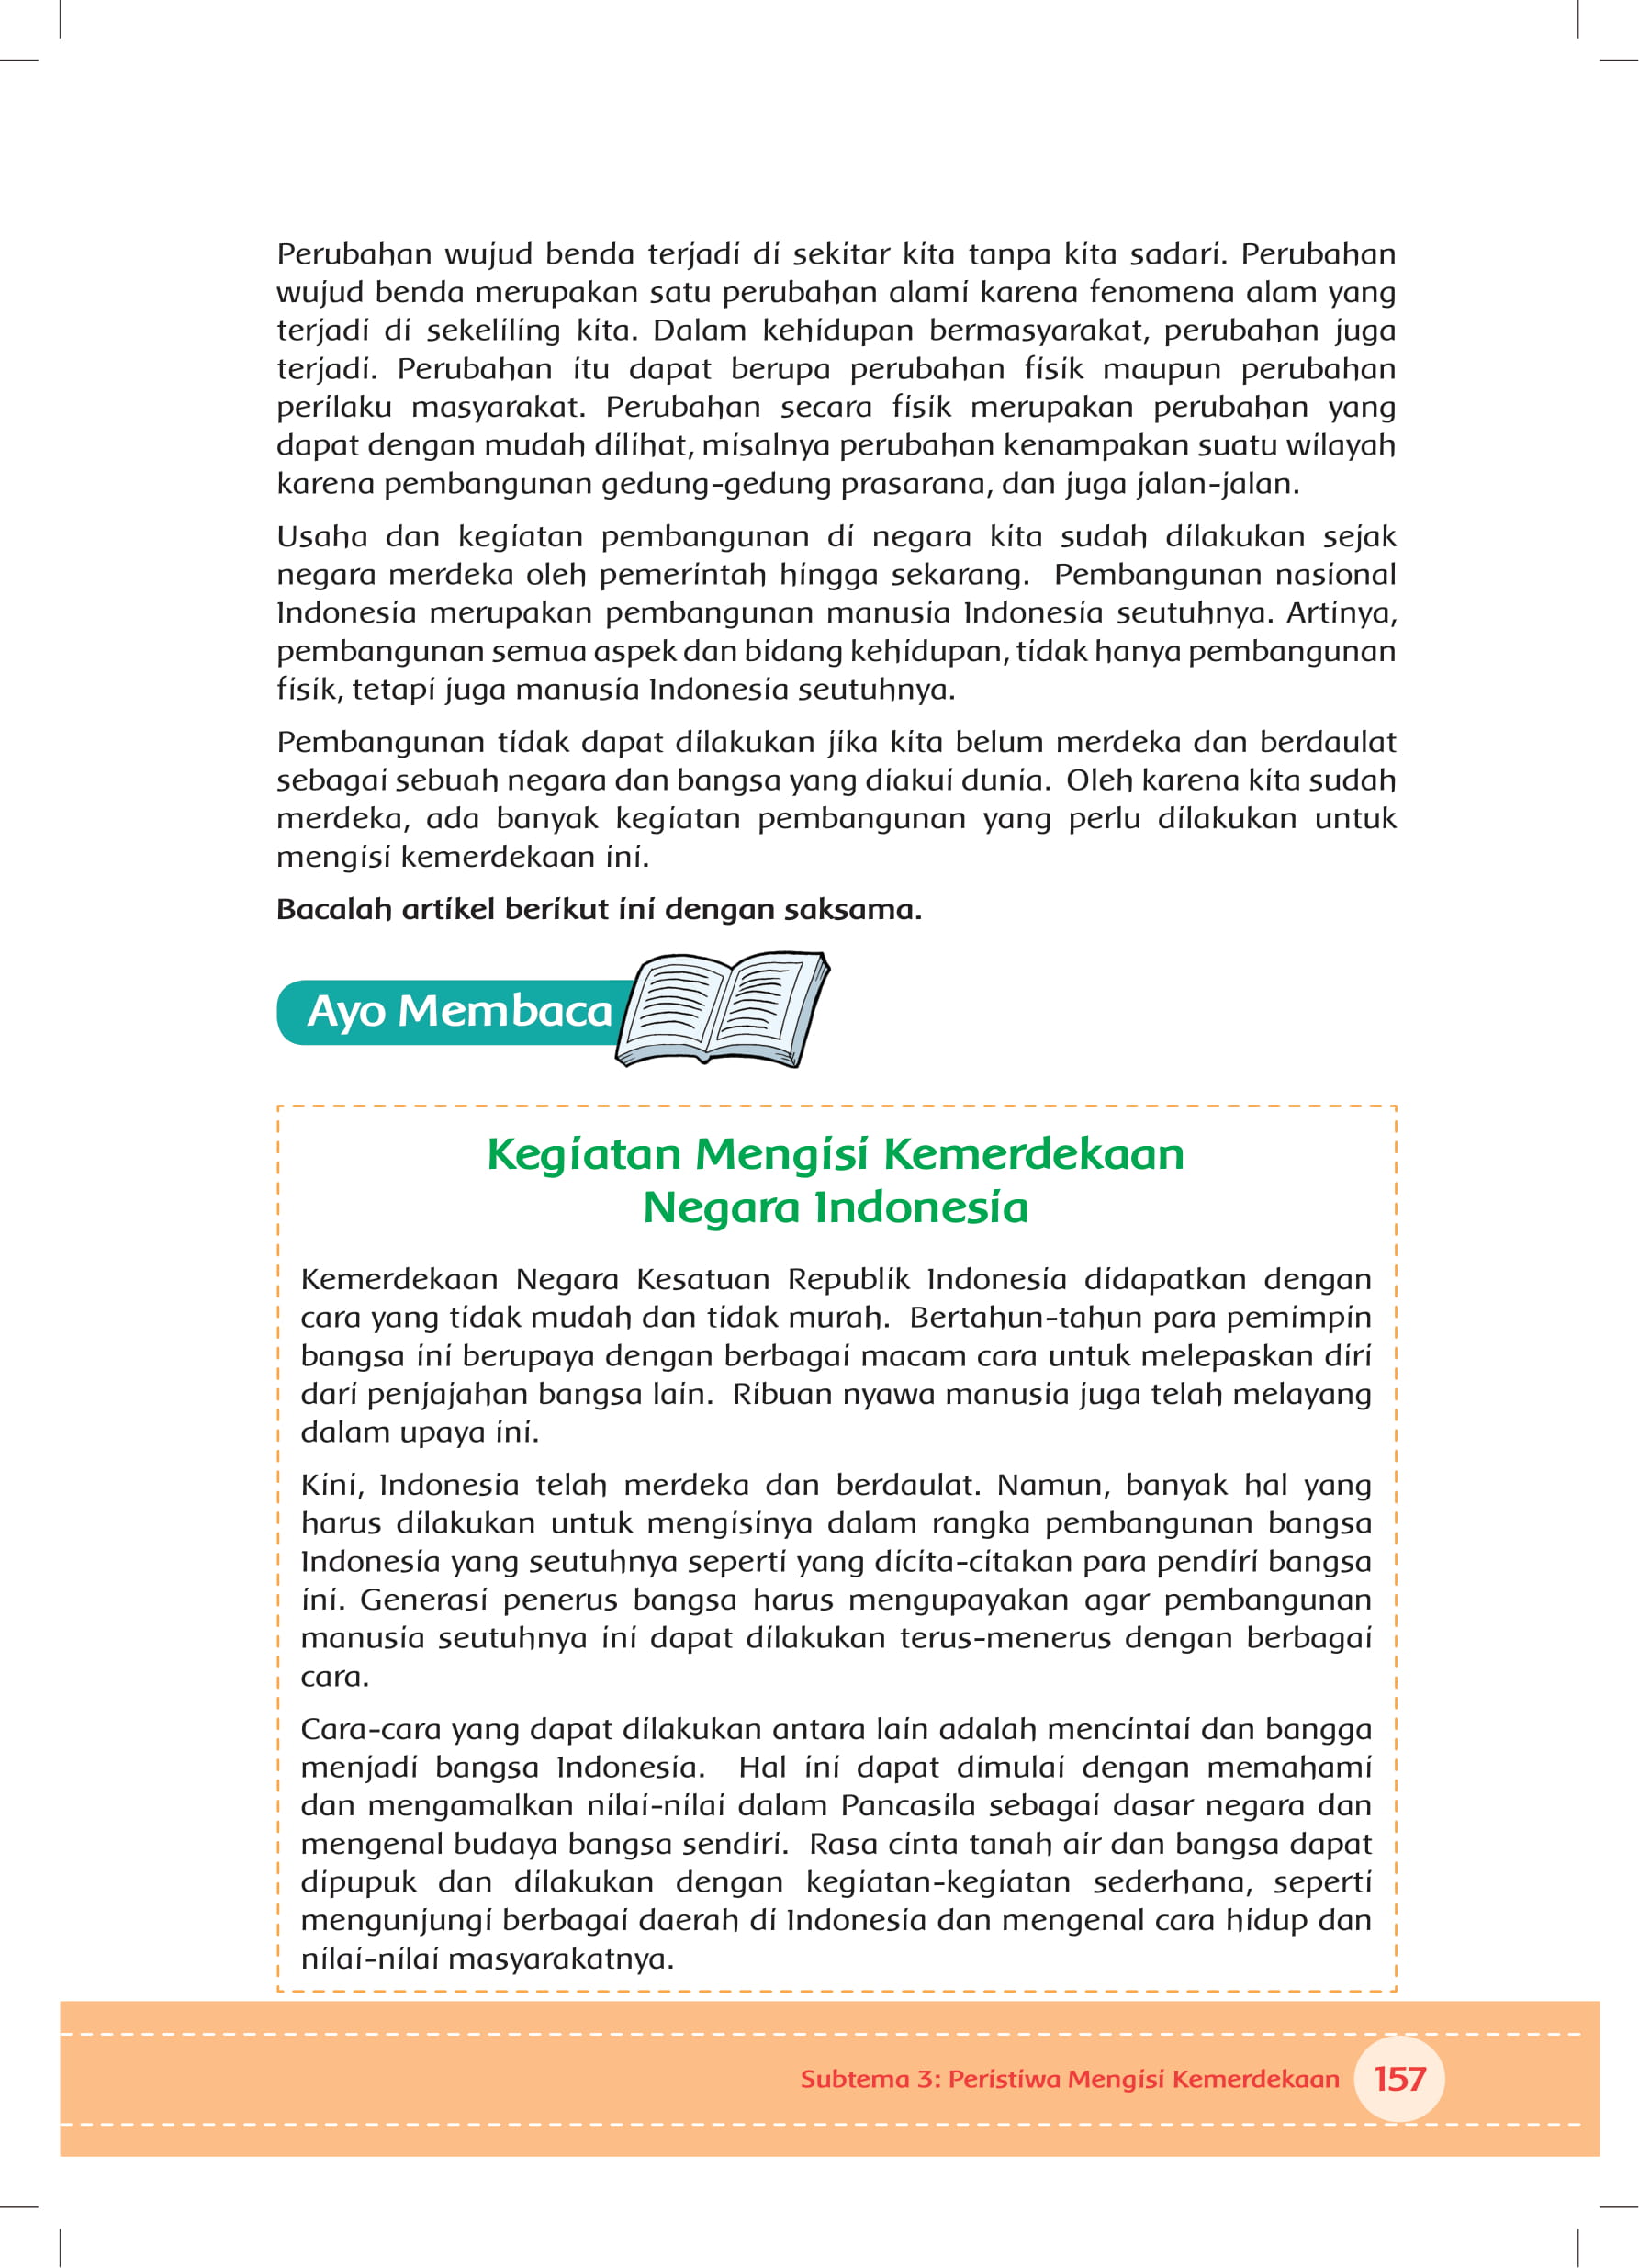 Perubahan wujud benda terjadi di sekitar kita tanpa kita sadari. Perubahan
wujud benda merupakan satu perubahan alami karena fenomena alam yang
terjadi di sekeliling kita. Dalam kehidupan bermasyarakat, perubahan juga
terjadi. Perubahan itu dapat berupa perubahan fisik maupun perubahan
perilaku masyarakat. Perubahan secara fisik merupakan perubahan yang
dapat dengan mudah dilihat, misalnya perubahan kenampakan suatu wilayah
karena pembangunan gedung-gedung prasarana, dan juga jalan-jalan.
Usaha dan kegiatan pembangunan di negara kita sudah dilakukan sejak
negara merdeka oleh pemerintah hingga sekarang. Pembangunan nasional
Indonesia merupakan pembangunan manusia Indonesia seutuhnya. Artinya,
pembangunan semua aspek dan bidang kehidupan, tidak hanya pembangunan
fisik, tetapi juga manusia Indonesia seutuhnya.
Pembangunan tidak dapat dilakukan jika kita belum merdeka dan berdaulat
sebagai sebuah negara dan bangsa yang diakui dunia. Oleh karena kita sudah
merdeka, ada banyak kegiatan pembangunan yang perlu dilakukan untuk
mengisi kemerdekaan ini.
Bacalah artikel berikut ini dengan saksama.
Ayo Membaca
Kegiatan Mengisi Kemerdekaan
Negara Indonesia
Kemerdekaan Negara Kesatuan Republik Indonesia didapatkan dengan
cara yang tidak mudah dan tidak murah. Bertahun-tahun para pemimpin
bangsa ini berupaya dengan berbagai macam cara untuk melepaskan diri
dari penjajahan bangsa lain. Ribuan nyawa manusia juga telah melayang
dalam upaya ini.
Kini, Indonesia telah merdeka dan berdaulat. Namun, banyak hal yang
harus dilakukan untuk mengisinya dalam rangka pembangunan bangsa
Indonesia yang seutuhnya seperti yang dicita-citakan para pendiri bangsa
ini. Generasi penerus bangsa harus mengupayakan agar pembangunan
manusia seutuhnya ini dapat dilakukan terus-menerus dengan berbagai
cara.
Cara-cara yang dapat dilakukan antara lain adalah mencintai dan bangga
menjadi bangsa Indonesia. Hal ini dapat dimulai dengan memahami
dan mengamalkan nilai-nilai dalam Pancasila sebagai dasar negara dan
mengenal budaya bangsa sendiri. Rasa cinta tanah air dan bangsa dapat
dipupuk dan dilakukan dengan kegiatan-kegiatan sederhana, seperti
mengunjungi berbagai daerah di Indonesia dan mengenal cara hidup dan
nilai-nilai masyarakatnya.
Subtema 3: Peristiwa Mengisi Kemerdekaan 157